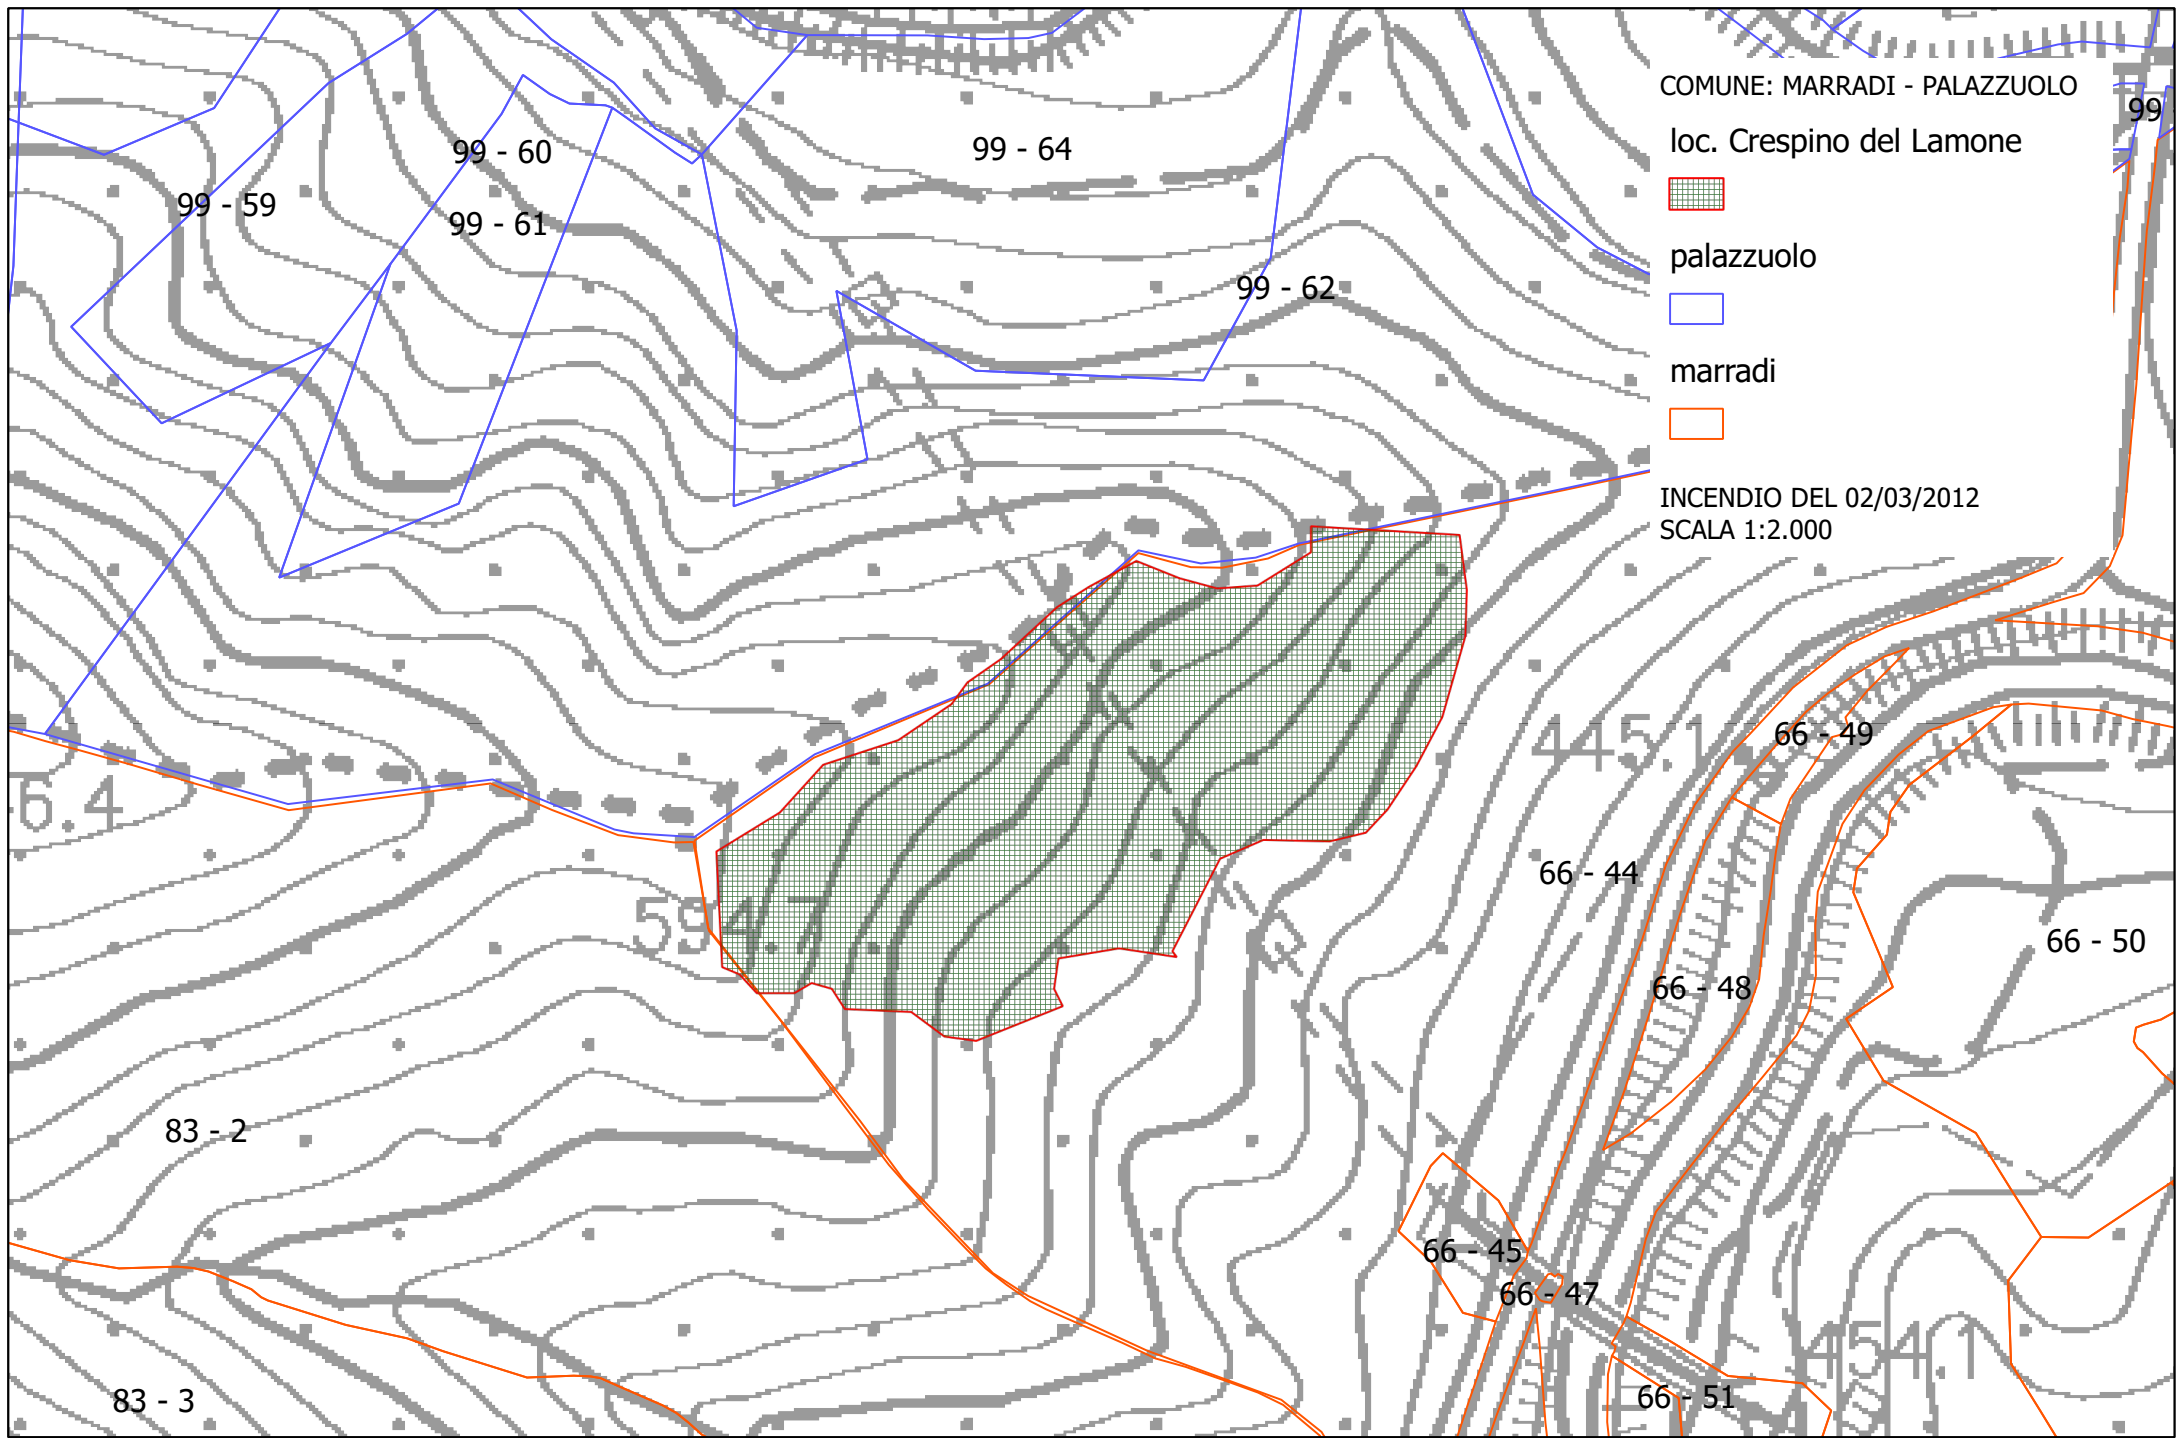 COMUNE: MARRADI - PALAZZUOLO
99
loc. Crespino del Lamone
99 - 60
99 - 64
99 - 59
99 - 61
palazzuolo
99 - 62
marradi
INCENDIO DEL 02/03/2012
SCALA 1:2.000
445.1
66 - 49
6.4
66 - 44
594.7
66 - 50
66 - 48
83 - 2
66 - 45
66 - 47
454.1
83 - 3
66 - 51